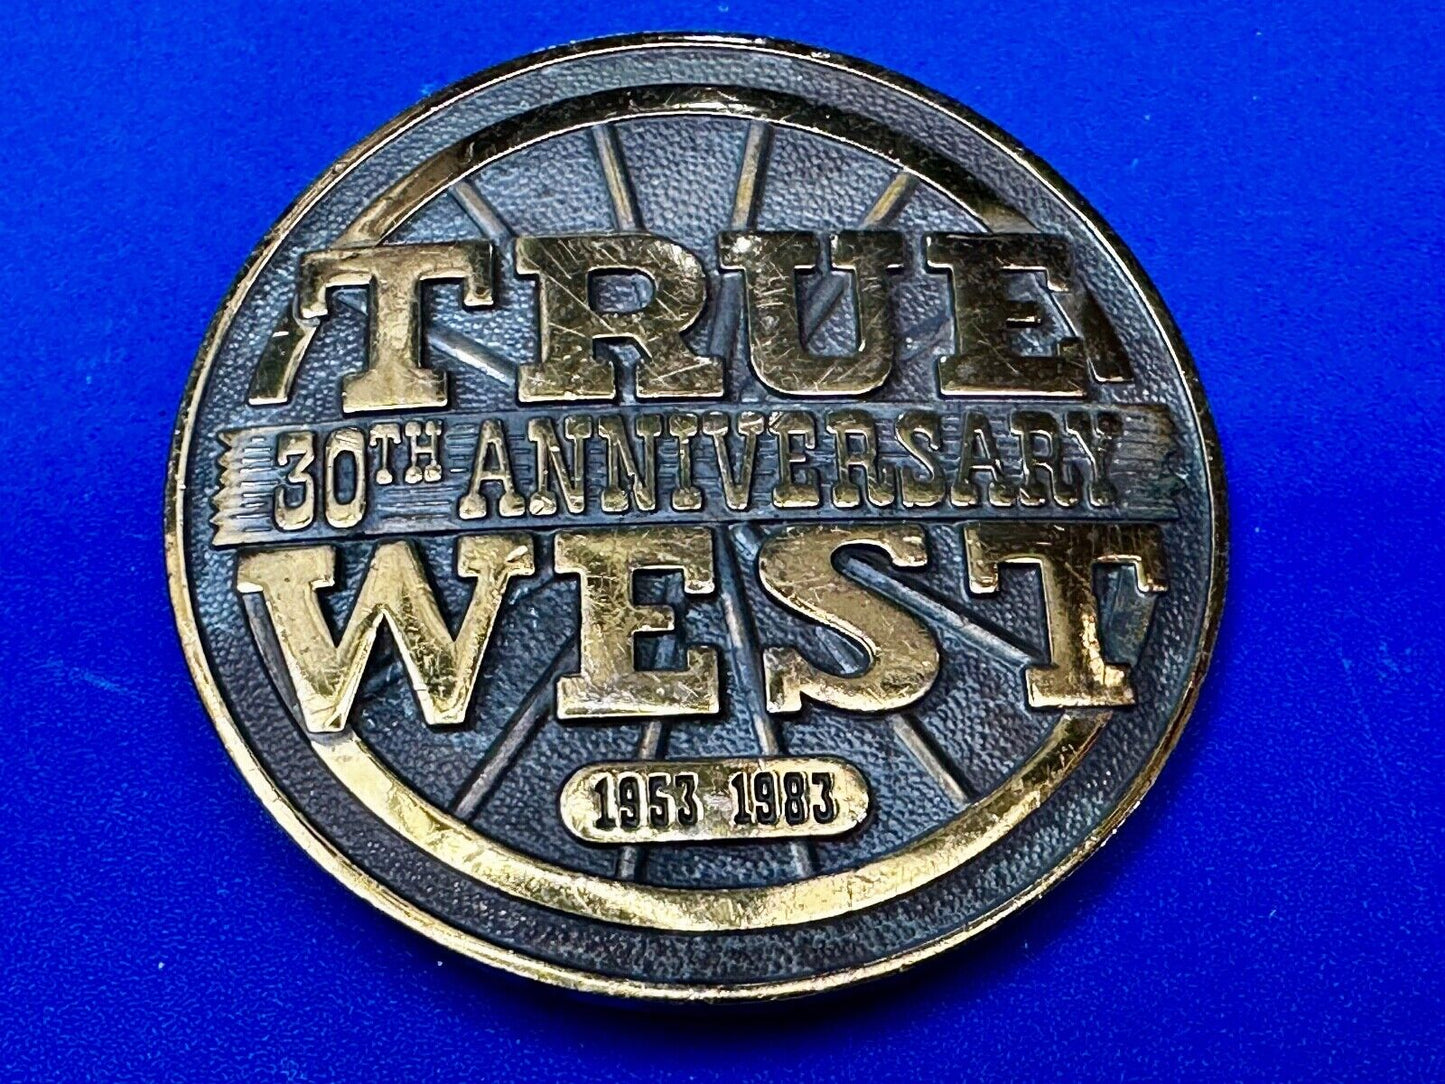 TRUE
30TH ANNIVERSARY
WEST
1953 1983